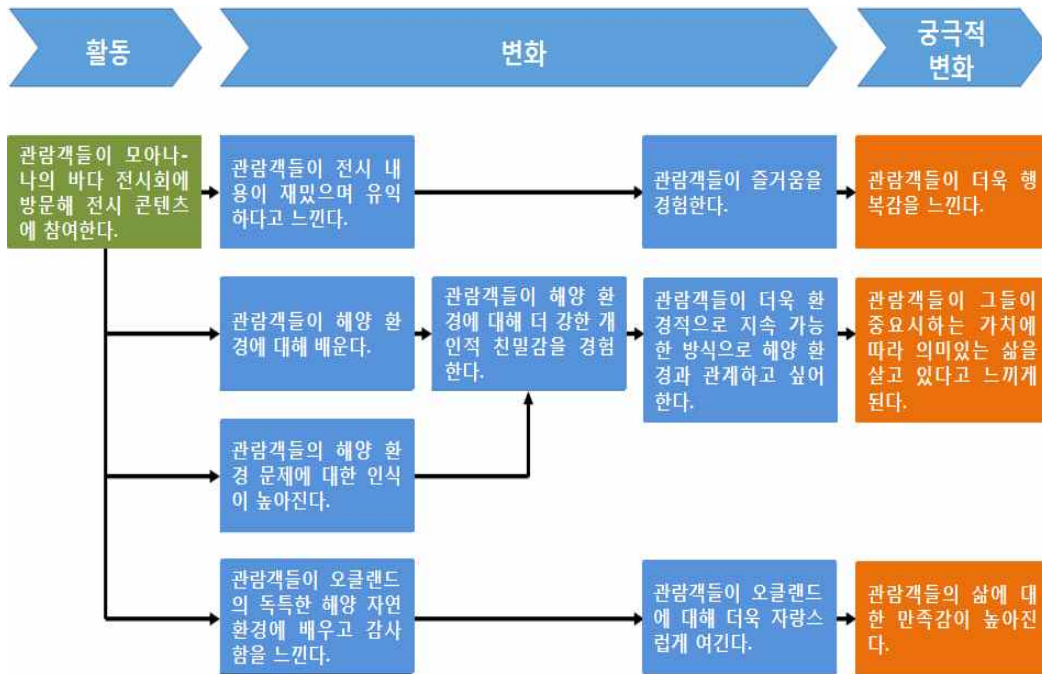 활동
변화
궁극적
변화
관람객들이 모아나-
나의 바다 전시회에
방문해 전시 콘텐츠
에 참여한다.
관람객들이 전시 내
용이 재밌으며 유익
하다고 느낀다.
관람객들이 즐거움을
경험한다.
관람객들이 더욱 행
복감을 느낀다.
관람객들이 해양 환
경에 대해 배운다.
관람객들이 해양 환
경에 대해 더 강한 개
인적 친밀감을 경험
한다.
관람객들이 더욱 환
경적으로 지속 가능
한 방식으로 해양 환
경과 관계하고 싶어
한다.
관람객들이 그들이
중요시하는 가치에
따라 의미있는 삶을
살고 있다고 느끼게
된다.
관람객들의 해양 환
경 문제에 대한 인식
이 높아진다.
관람객들이 오클랜드
의 독특한 해양 자연
환경에 배우고 감사
함을 느낀다.
관람객들이 오클랜드
에 대해 더욱 자랑스
럽게 여긴다.
관람객들의 삶에 대
한 만족감이 높아진
다.